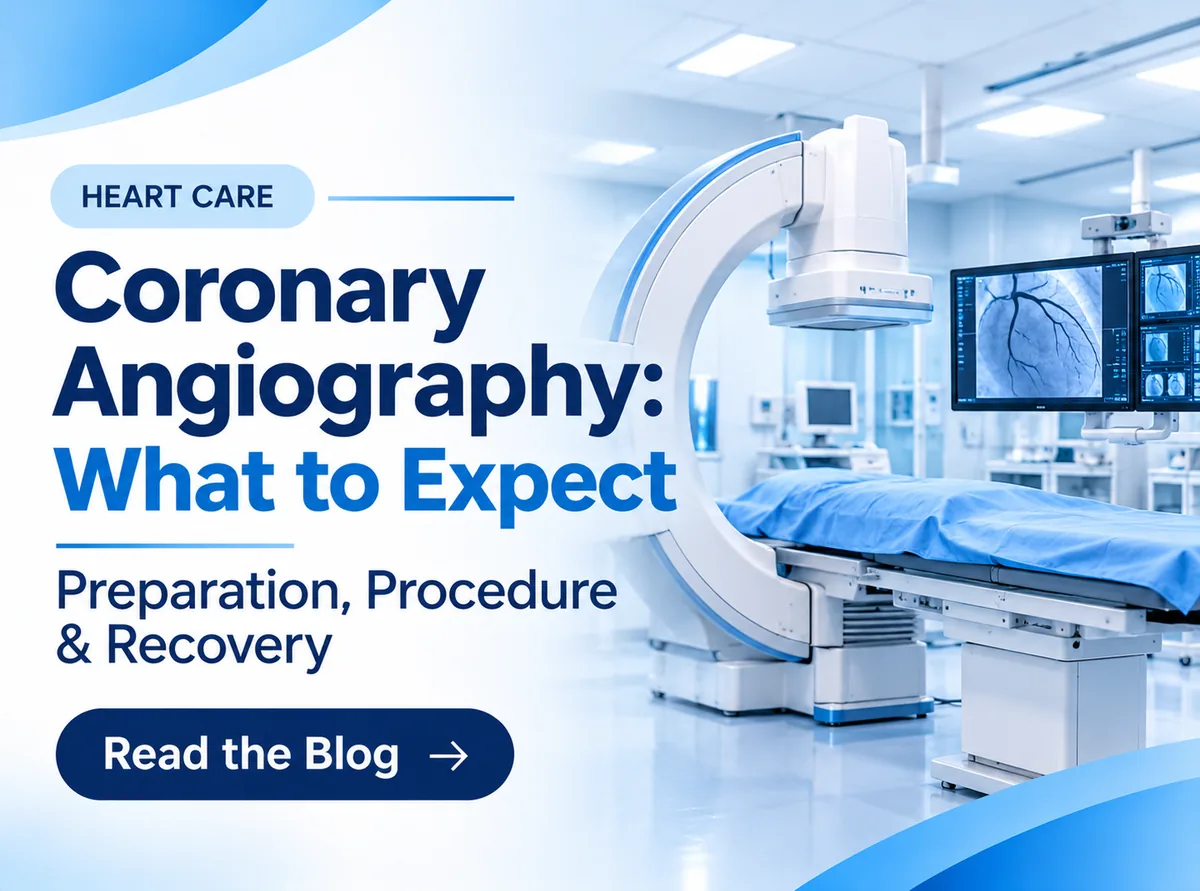 HEART CARE
Coronary
Angiography:
What to Expect
Preparation, Procedure
& Recovery
Read the Blog →